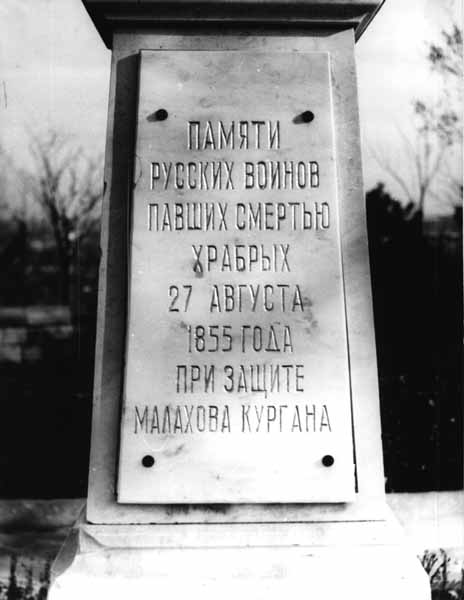 ПАМЯТИ
РУССКИХ ВОИНОВ
ПАВШИХ СМЕРТЬЮ
ХРАБРЫХ
27 АВГУСТА
1855 ГОДА
ПРИ ЗАЩИТЕ
МАЛАХОВА КУРГАНА